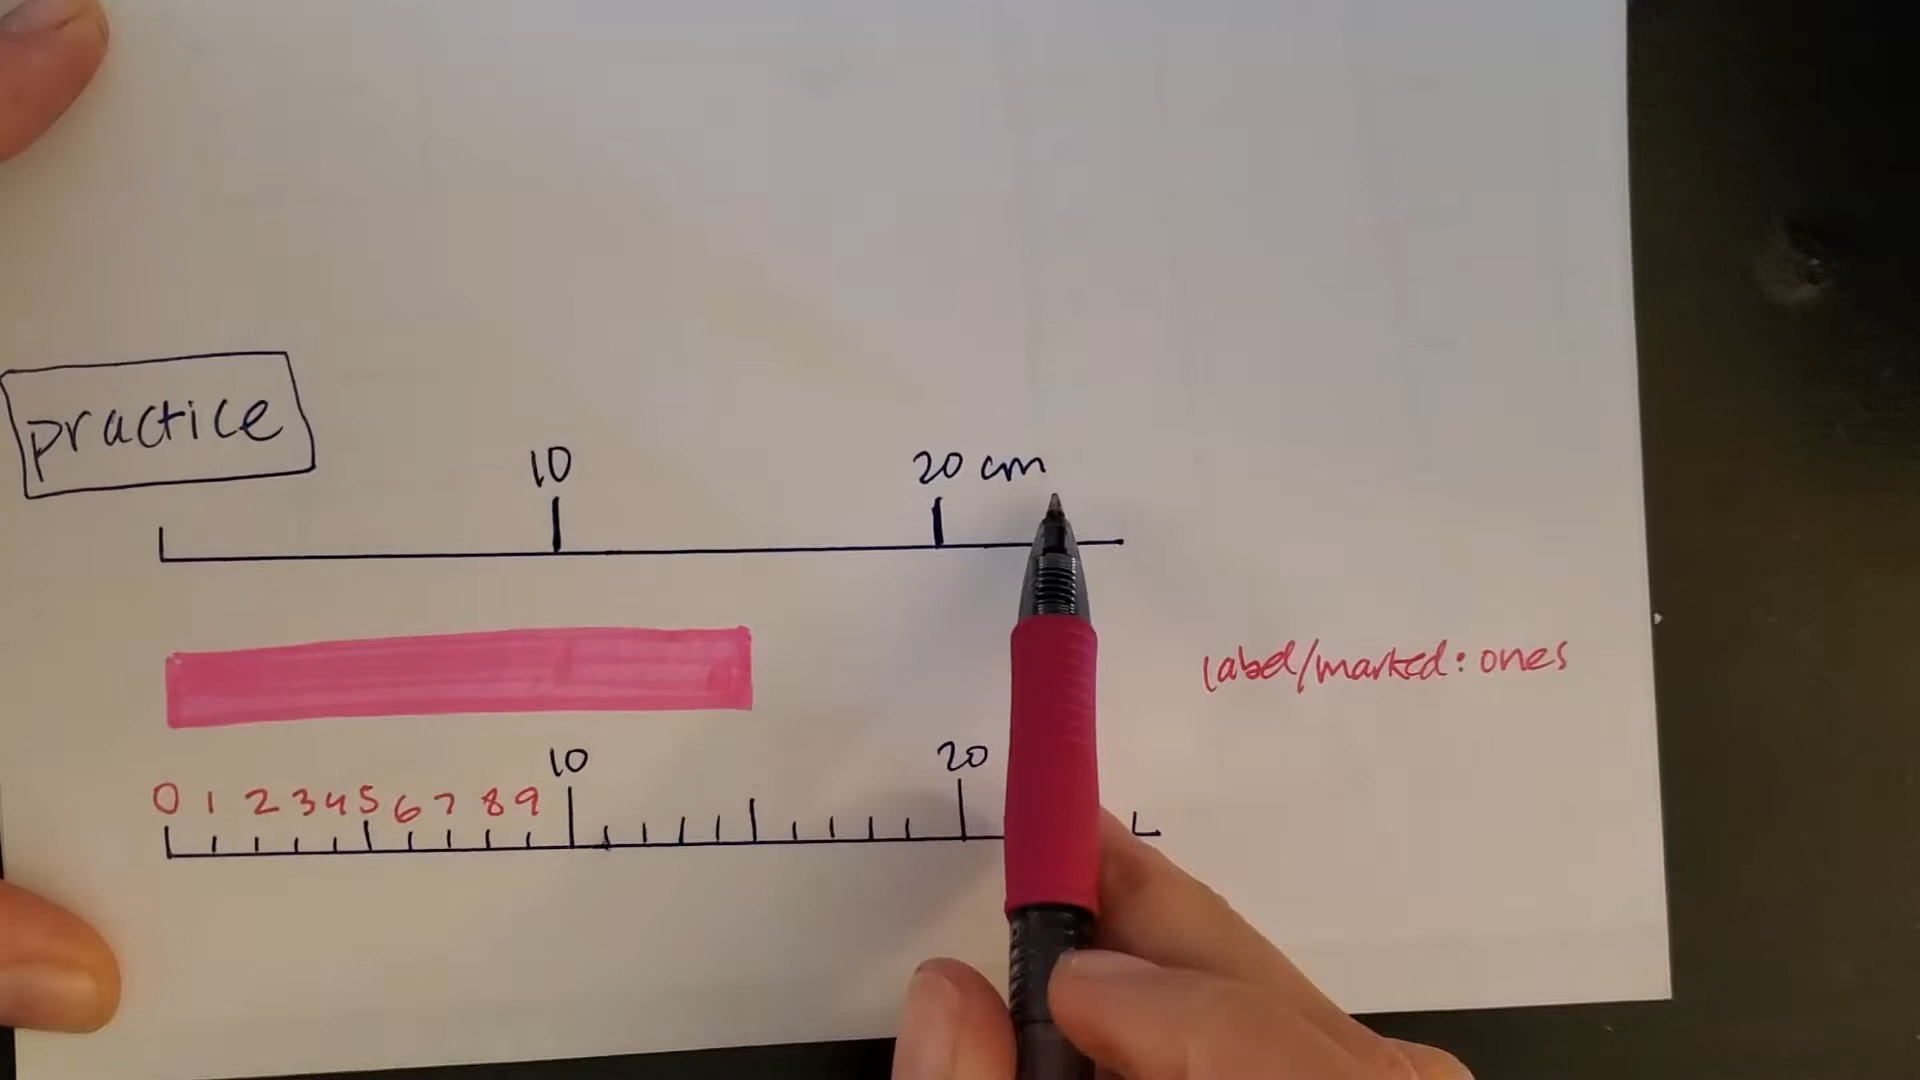 practice
10 20 cm
label/marked: ones
10 20
0 1 2 3 4 5 6 7 8 9